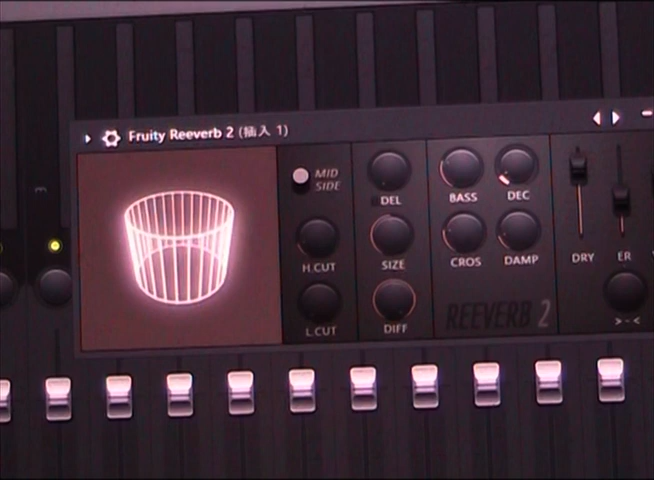 Fruity Reeverb 2 (插入 1)
MID
SIDE
DEL
BASS
DEC
H.CUT
SIZE
CROS
DAMP
DRY
ER
L.CUT
DIFF
REEVERB 2
>-<